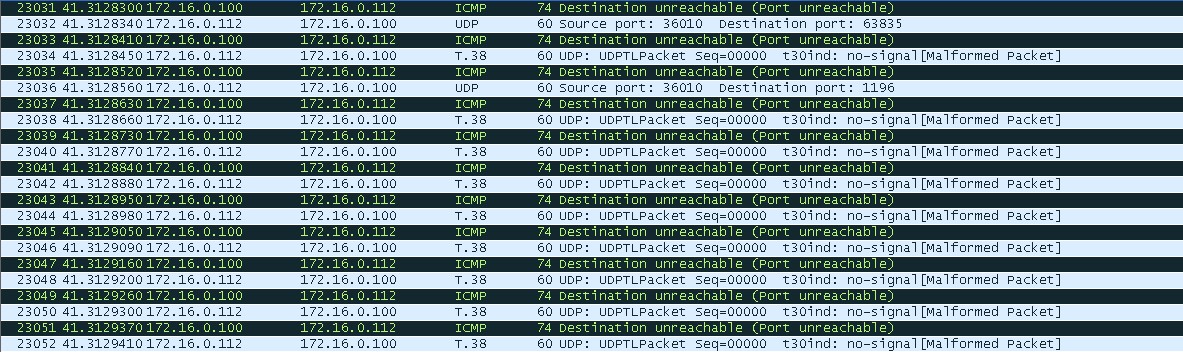 23031 41.3128300 172.16.0.100 172.16.0.112 ICMP 74 Destination unreachable (Port unreachable)
23032 41.3128340 172.16.0.112 172.16.0.100 UDP 60 Source port: 36010 Destination port: 63835
23033 41.3128410 172.16.0.100 172.16.0.112 ICMP 74 Destination unreachable (Port unreachable)
23034 41.3128450 172.16.0.112 172.16.0.100 T.38 60 UDP: UDPTLPacket Seq=00000 t30ind: no-signal[Malformed Packet]
23035 41.3128520 172.16.0.100 172.16.0.112 ICMP 74 Destination unreachable (Port unreachable)
23036 41.3128560 172.16.0.112 172.16.0.100 UDP 60 Source port: 36010 Destination port: 1196
23037 41.3128630 172.16.0.100 172.16.0.112 ICMP 74 Destination unreachable (Port unreachable)
23038 41.3128660 172.16.0.112 172.16.0.100 T.38 60 UDP: UDPTLPacket Seq=00000 t30ind: no-signal[Malformed Packet]
23039 41.3128730 172.16.0.100 172.16.0.112 ICMP 74 Destination unreachable (Port unreachable)
23040 41.3128770 172.16.0.112 172.16.0.100 T.38 60 UDP: UDPTLPacket Seq=00000 t30ind: no-signal[Malformed Packet]
23041 41.3128840 172.16.0.100 172.16.0.112 ICMP 74 Destination unreachable (Port unreachable)
23042 41.3128880 172.16.0.112 172.16.0.100 T.38 60 UDP: UDPTLPacket Seq=00000 t30ind: no-signal[Malformed Packet]
23043 41.3128950 172.16.0.100 172.16.0.112 ICMP 74 Destination unreachable (Port unreachable)
23044 41.3128980 172.16.0.112 172.16.0.100 T.38 60 UDP: UDPTLPacket Seq=00000 t30ind: no-signal[Malformed Packet]
23045 41.3129050 172.16.0.100 172.16.0.112 ICMP 74 Destination unreachable (Port unreachable)
23046 41.3129090 172.16.0.112 172.16.0.100 T.38 60 UDP: UDPTLPacket Seq=00000 t30ind: no-signal[Malformed Packet]
23047 41.3129160 172.16.0.100 172.16.0.112 ICMP 74 Destination unreachable (Port unreachable)
23048 41.3129200 172.16.0.112 172.16.0.100 T.38 60 UDP: UDPTLPacket Seq=00000 t30ind: no-signal[Malformed Packet]
23049 41.3129260 172.16.0.100 172.16.0.112 ICMP 74 Destination unreachable (Port unreachable)
23050 41.3129300 172.16.0.112 172.16.0.100 T.38 60 UDP: UDPTLPacket Seq=00000 t30ind: no-signal[Malformed Packet]
23051 41.3129370 172.16.0.100 172.16.0.112 ICMP 74 Destination unreachable (Port unreachable)
23052 41.3129410 172.16.0.112 172.16.0.100 T.38 60 UDP: UDPTLPacket Seq=00000 t30ind: no-signal[Malformed Packet]